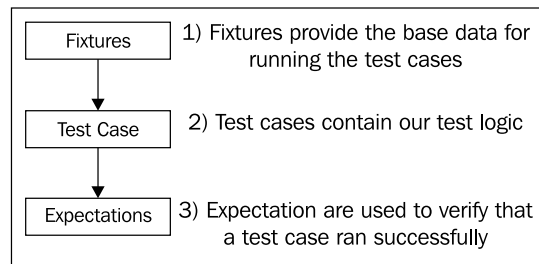 Fixtures
1) Fixtures provide the base data for
running the test cases
Test Case
2) Test cases contain our test logic
Expectations
3) Expectation are used to verify that
a test case ran successfully